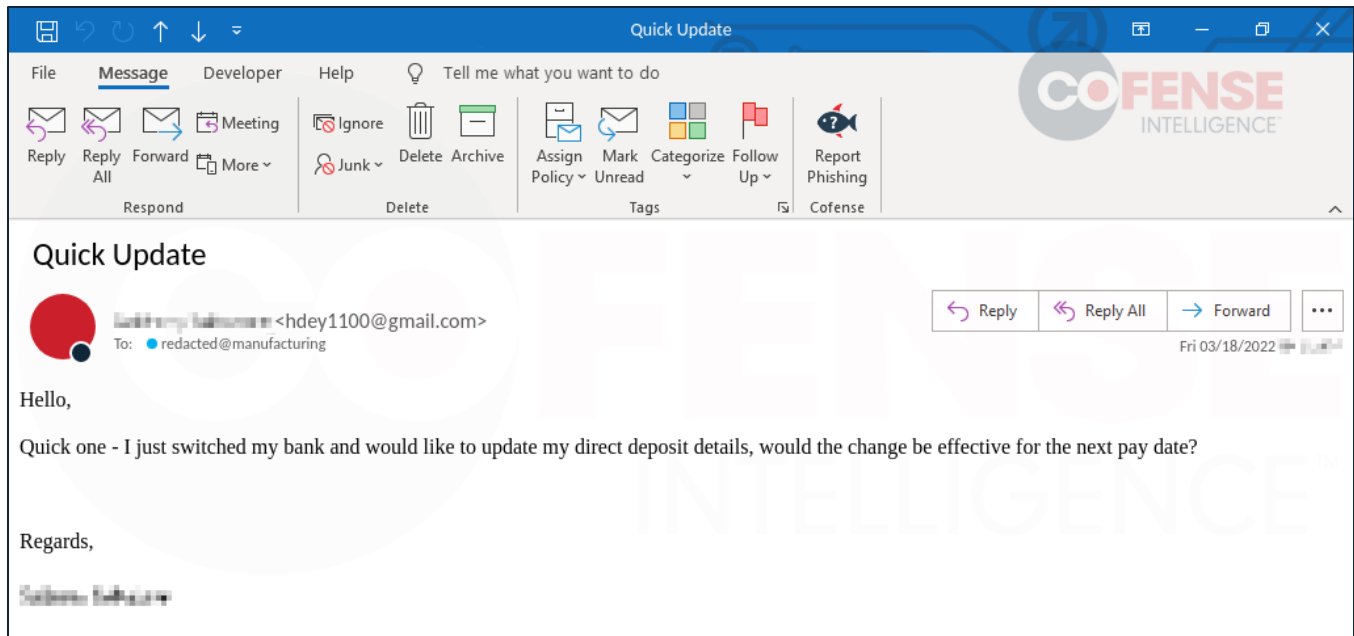 Quick Update
File Message Developer Help Tell me what you want to do
COFENSE
INTELLIGENCE
Reply
Reply All
Forward
Meeting
More
Ignore
Junk
Delete
Archive
Assign Policy
Mark Unread
Categorize
Follow Up
Report Phishing
Respond
Delete
Tags
Cofense
Quick Update
<hdey1100@gmail.com>
To: redacted@manufacturing
Reply
Reply All
Forward
Fri 03/18/2022
Hello,
Quick one - I just switched my bank and would like to update my direct deposit details, would the change be effective for the next pay date?
Regards,
COFENSE
INTELLIGENCE™